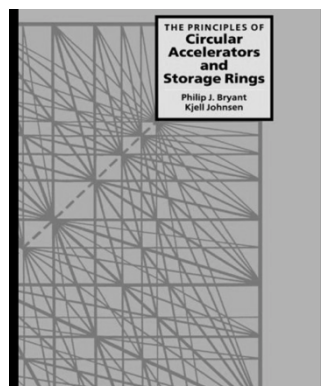 THE PRINCIPLES OF
Circular
Accelerators
and
Storage Rings
Philip J. Bryant
Kjell Johnsen